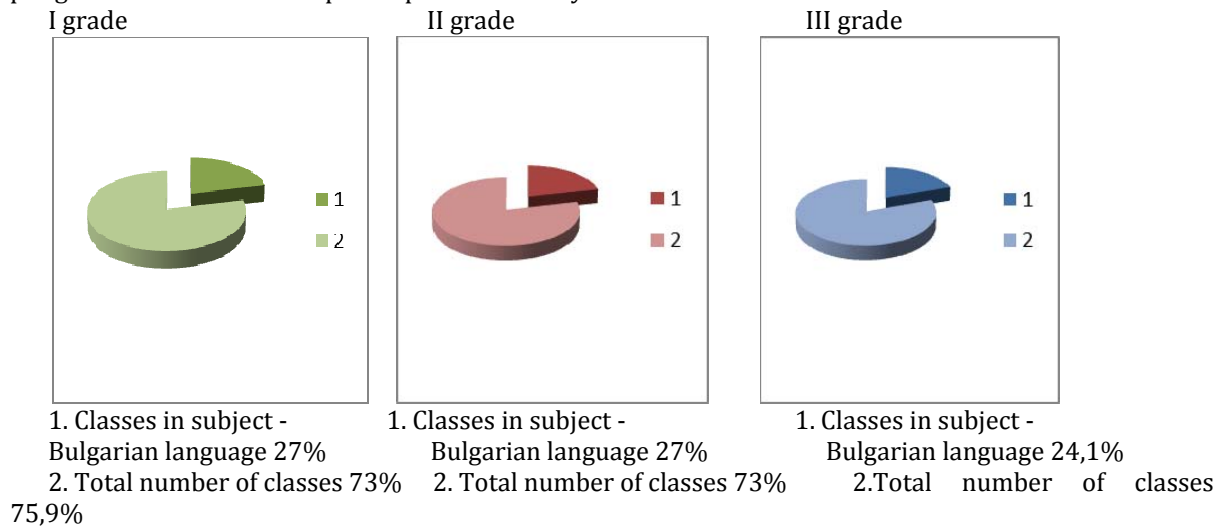 I grade II grade III grade
1 1 1
2 2 2
1. Classes in subject - 1. Classes in subject - 1. Classes in subject -
Bulgarian language 27% Bulgarian language 27% Bulgarian language 24,1%
2. Total number of classes 73% 2. Total number of classes 73% 2.Total number of classes
75,9%